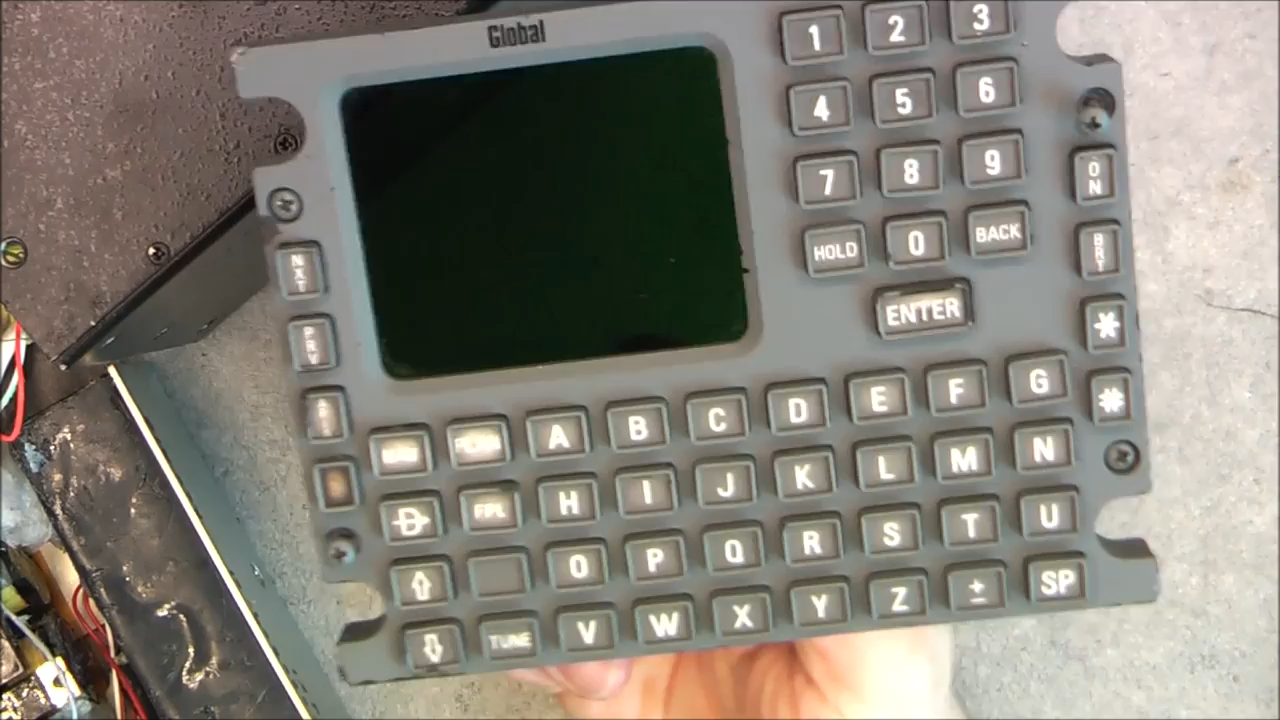 Global
1 2 3
4 5 6
7 8 9
HOLD 0 BACK
ENTER
ON
BRT
*
#
NXT
PRV
A B C D E F G
D FPL H I J K L M N
O P Q R S T U
TUNE V W X Y Z ± SP